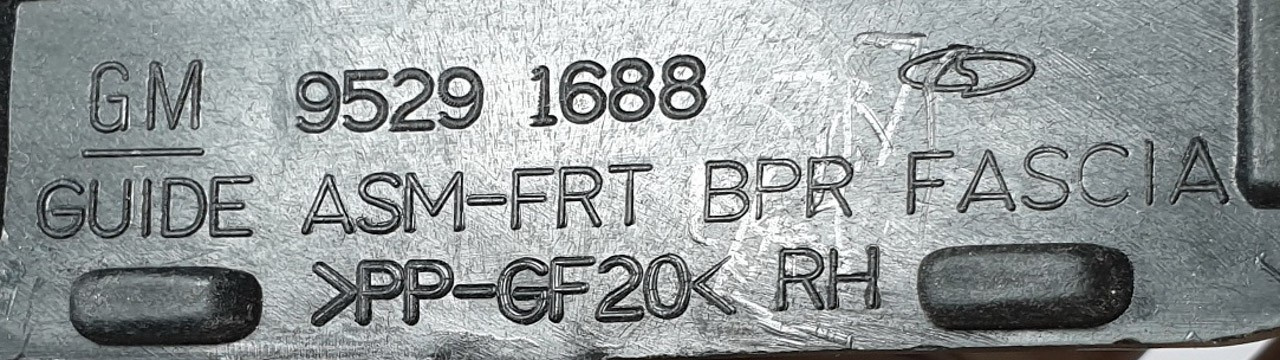 GM 9529 1688
GUIDE ASM-FRT BPR FASCIA
>PP-GF20< RH